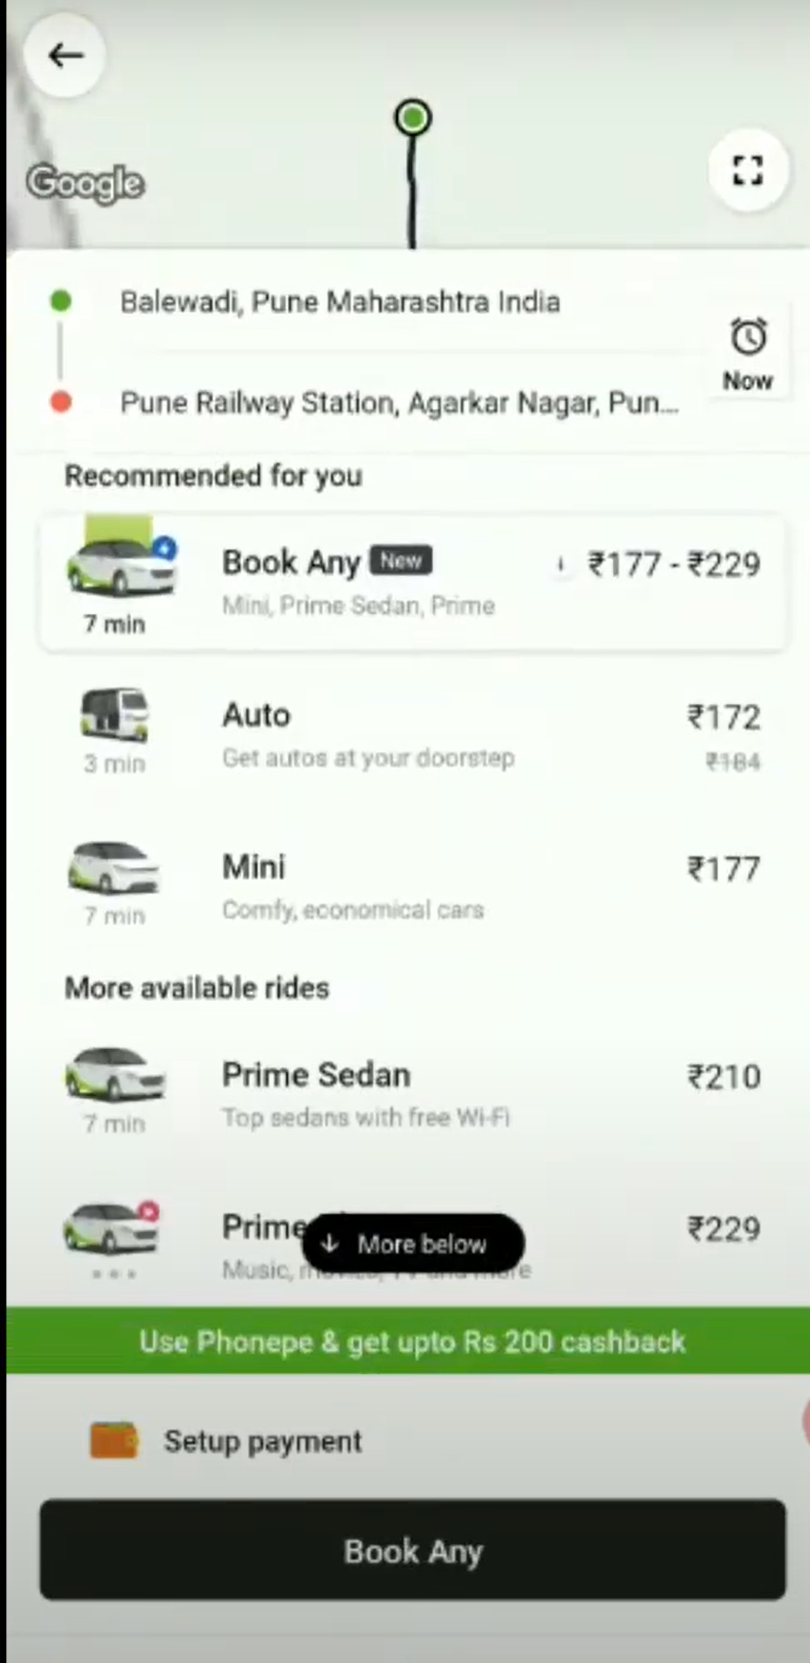 Google
Balewadi, Pune Maharashtra India
Now
Pune Railway Station, Agarkar Nagar, Pun...
Recommended for you
Book Any New i ₹177 - ₹229
Mini, Prime Sedan, Prime
7 min
Auto ₹172
Get autos at your doorstep ₹184
3 min
Mini ₹177
Comfy, economical cars
7 min
More available rides
Prime Sedan ₹210
Top sedans with free Wi-Fi
7 min
Prime ₹229
↓ More below
Music,
Use Phonepe & get upto Rs 200 cashback
Setup payment
Book Any